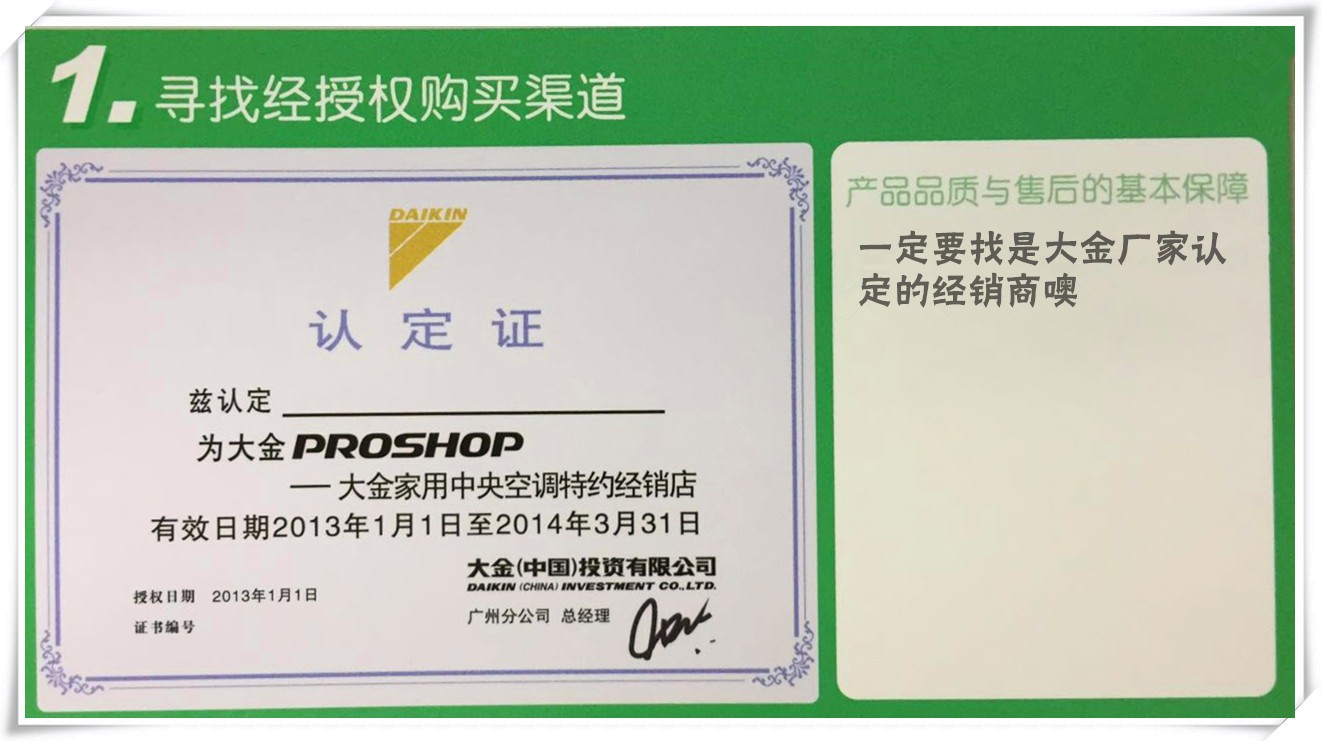 1. 寻找经授权购买渠道
DAIKIN
认定证
兹认定
为大金PROSHOP
一 大金家用中央空调特约经销店
有效日期2013年1月1日至2014年3月31日
大金(中国)投资有限公司
DAIKIN (CHINA) INVESTMENT CO.,LTD.
授权日期 2013年1月1日
广州分公司 总经理
证书编号
产品品质与售后的基本保障
一定要找是大金厂家认
定的经销商噢